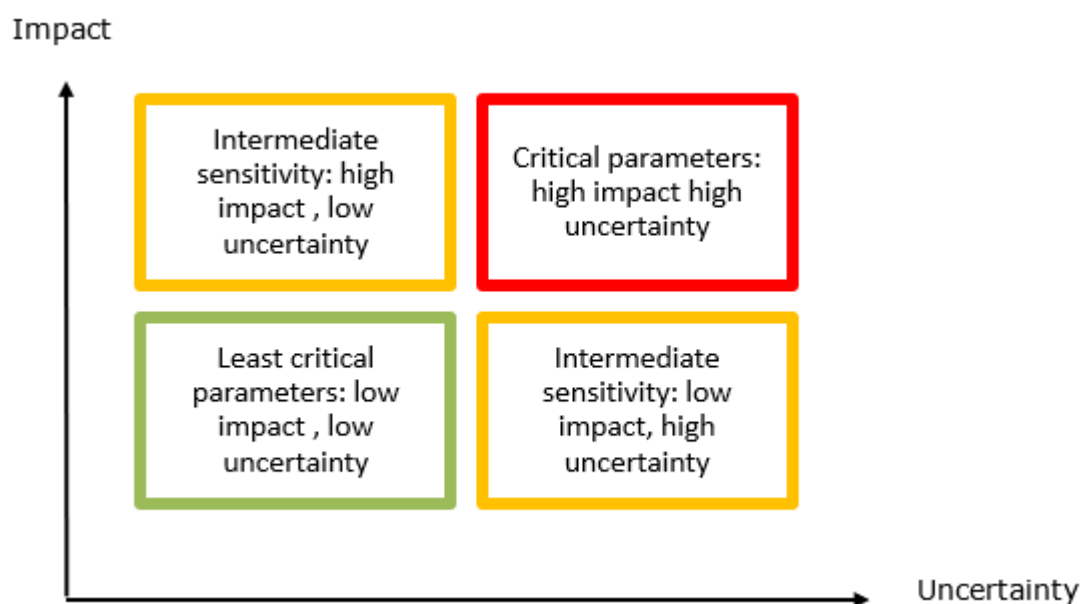 Impact
Intermediate
sensitivity: high
impact , low
uncertainty
Critical parameters:
high impact high
uncertainty
Least critical
parameters: low
impact , low
uncertainty
Intermediate
sensitivity: low
impact, high
uncertainty
Uncertainty